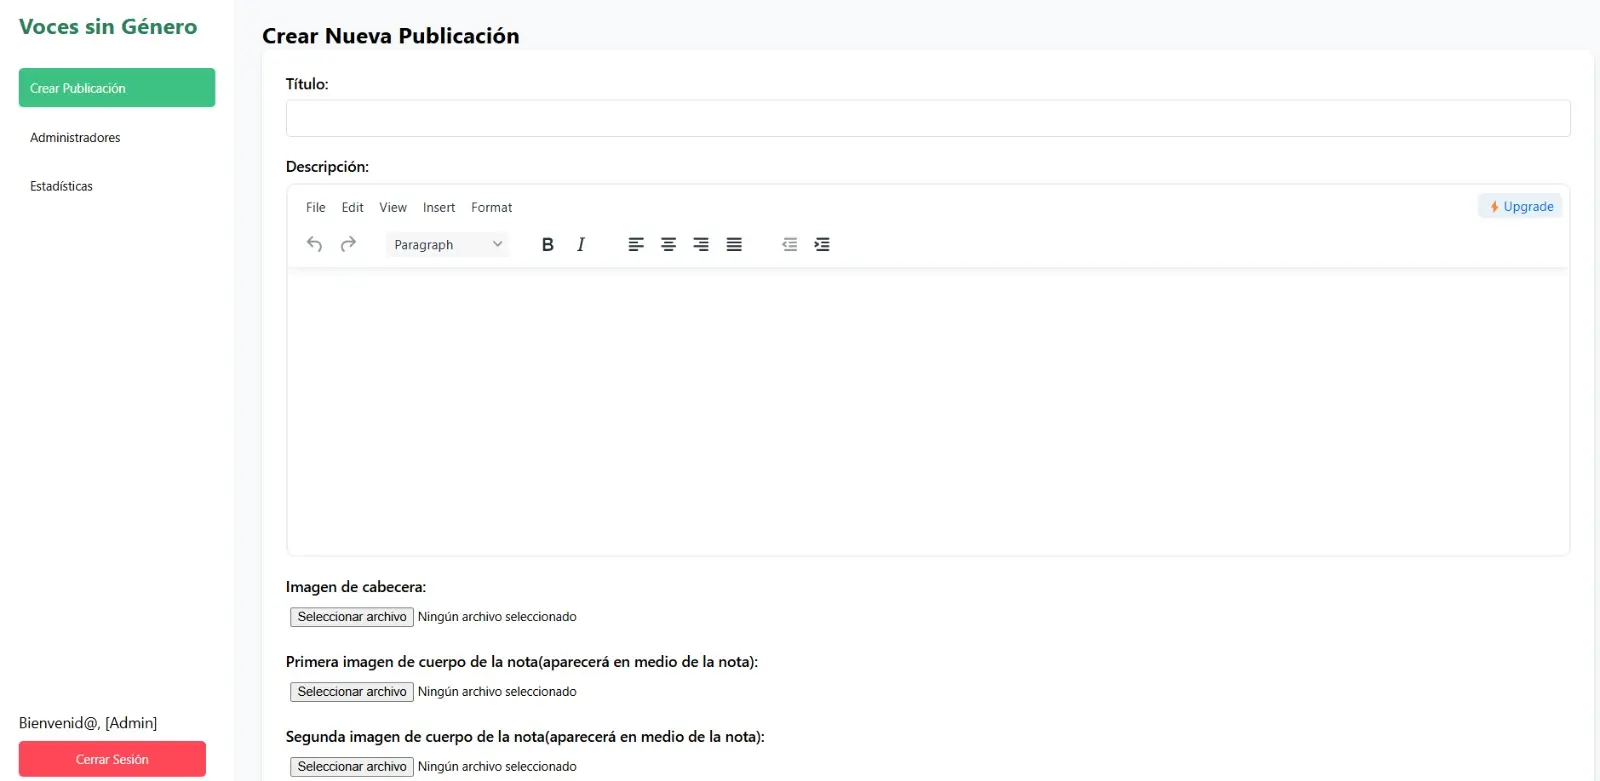 Voces sin Género
Crear Publicación
Administradores
Estadísticas
Bienvenid@, [Admin]
Cerrar Sesión
Crear Nueva Publicación
Título:
Descripción:
File Edit View Insert Format
Upgrade
Paragraph B I
Imagen de cabecera:
Seleccionar archivo Ningún archivo seleccionado
Primera imagen de cuerpo de la nota(aparecerá en medio de la nota):
Seleccionar archivo Ningún archivo seleccionado
Segunda imagen de cuerpo de la nota(aparecerá en medio de la nota):
Seleccionar archivo Ningún archivo seleccionado